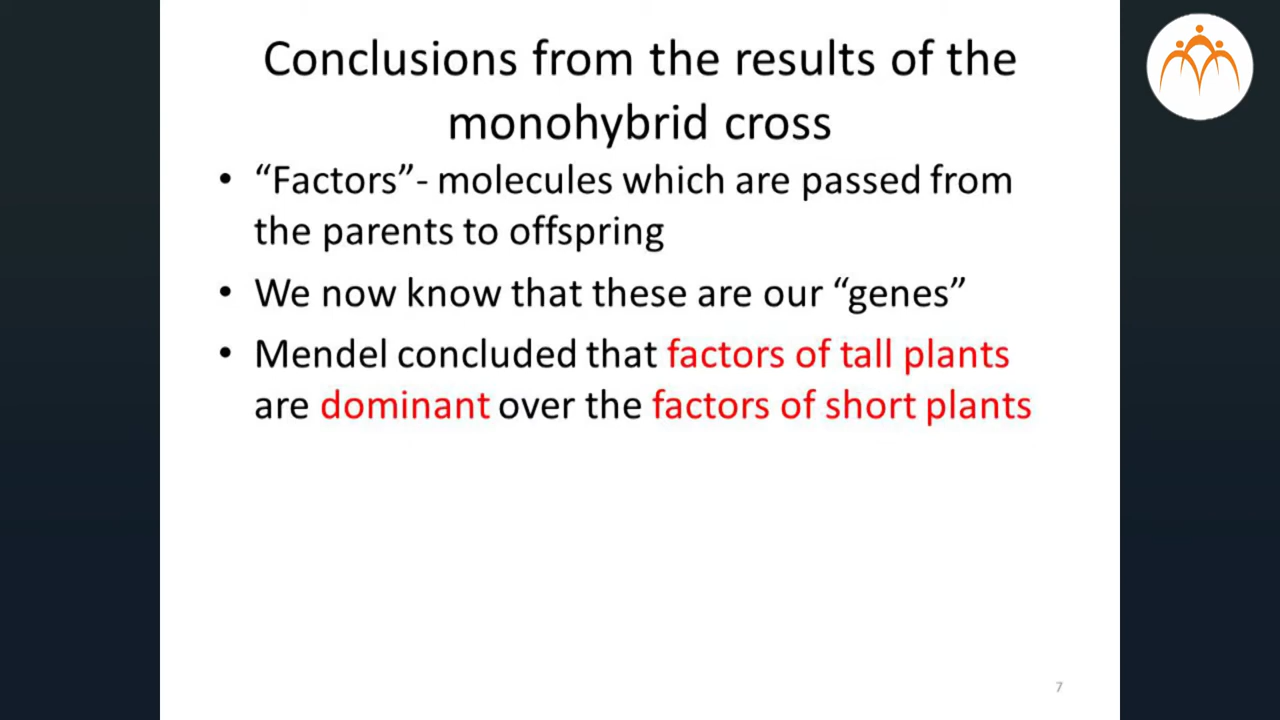 Conclusions from the results of the
monohybrid cross
• “Factors”- molecules which are passed from
the parents to offspring
• We now know that these are our “genes”
• Mendel concluded that factors of tall plants
are dominant over the factors of short plants
7